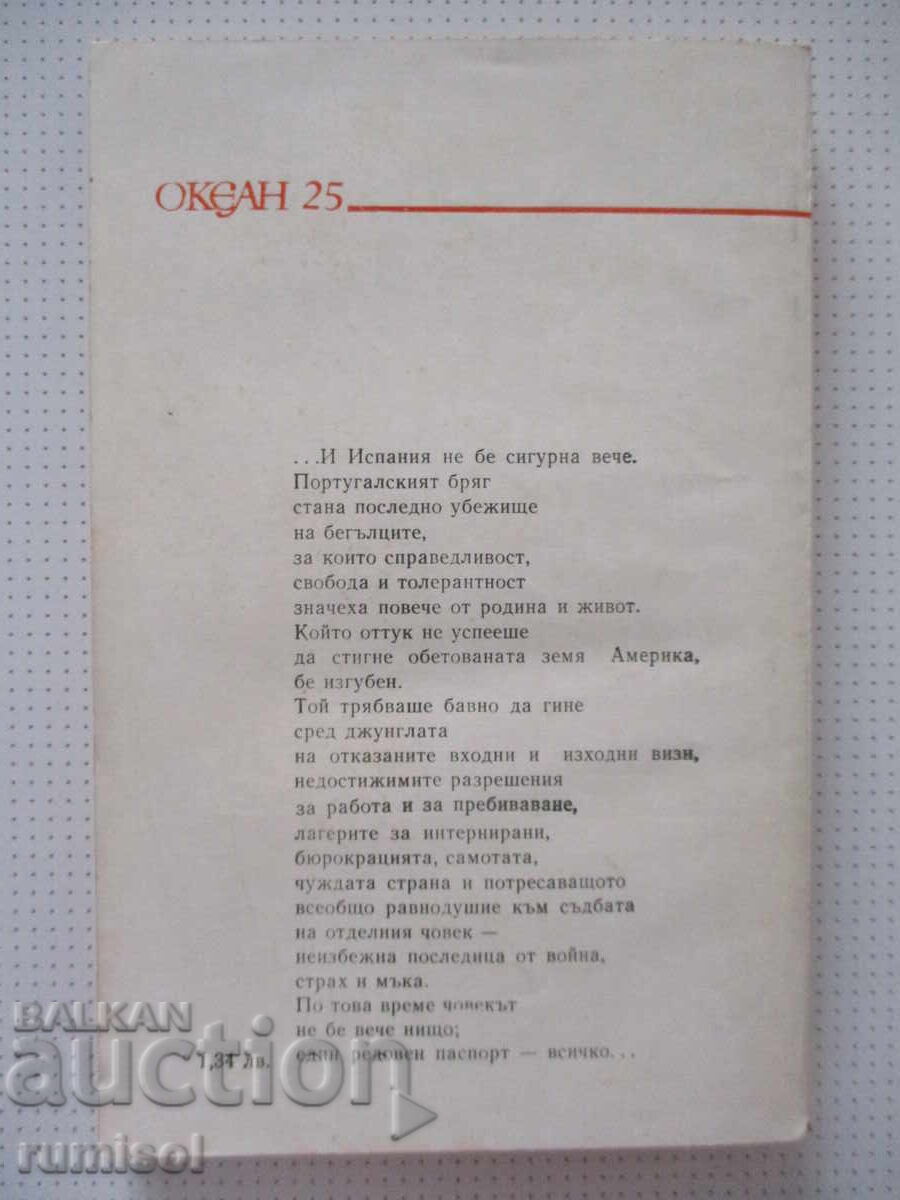 ОКЕАН 25
...И Испания не бе сигурна вече.
Португалският бряг
стана последно убежище
на бегълците,
за които справедливост,
свобода и толерантност
значеха повече от родина и живот.
Който оттук не успееше
да стигне обетованата земя Америка,
бе изгубен.
Той трябваше бавно да гине
сред джунглата
на отказаните входни и изходни визи,
недостижимите разрешения
за работа и за пребиваване,
лагерите за интернирани,
бюрокрацията, самотата,
чуждата страна и потресаващото
всеобщо равнодушие към съдбата
на отделния човек —
неизбежна последица от война,
страх и мъка.
По това време човекът
не бе вече нищо;
един редовен паспорт — всичко...
1,34 лв.
BALKAN
auction
rumisol